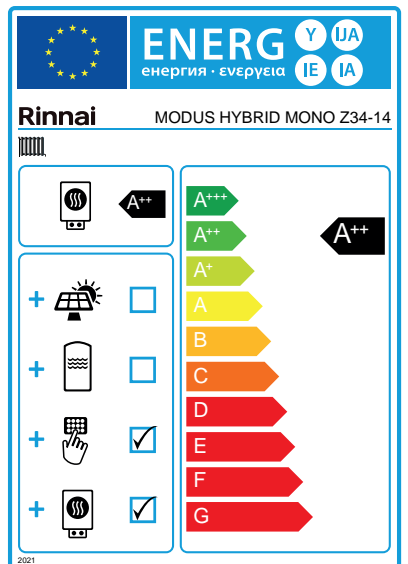 ENERG Y IJA
енергия · ενεργεια IE IA
Rinnai MODUS HYBRID MONO Z34-14
A++
A+++
A++
A++
A+
A
B
C
D
E
F
G
+
+
+
+
2021